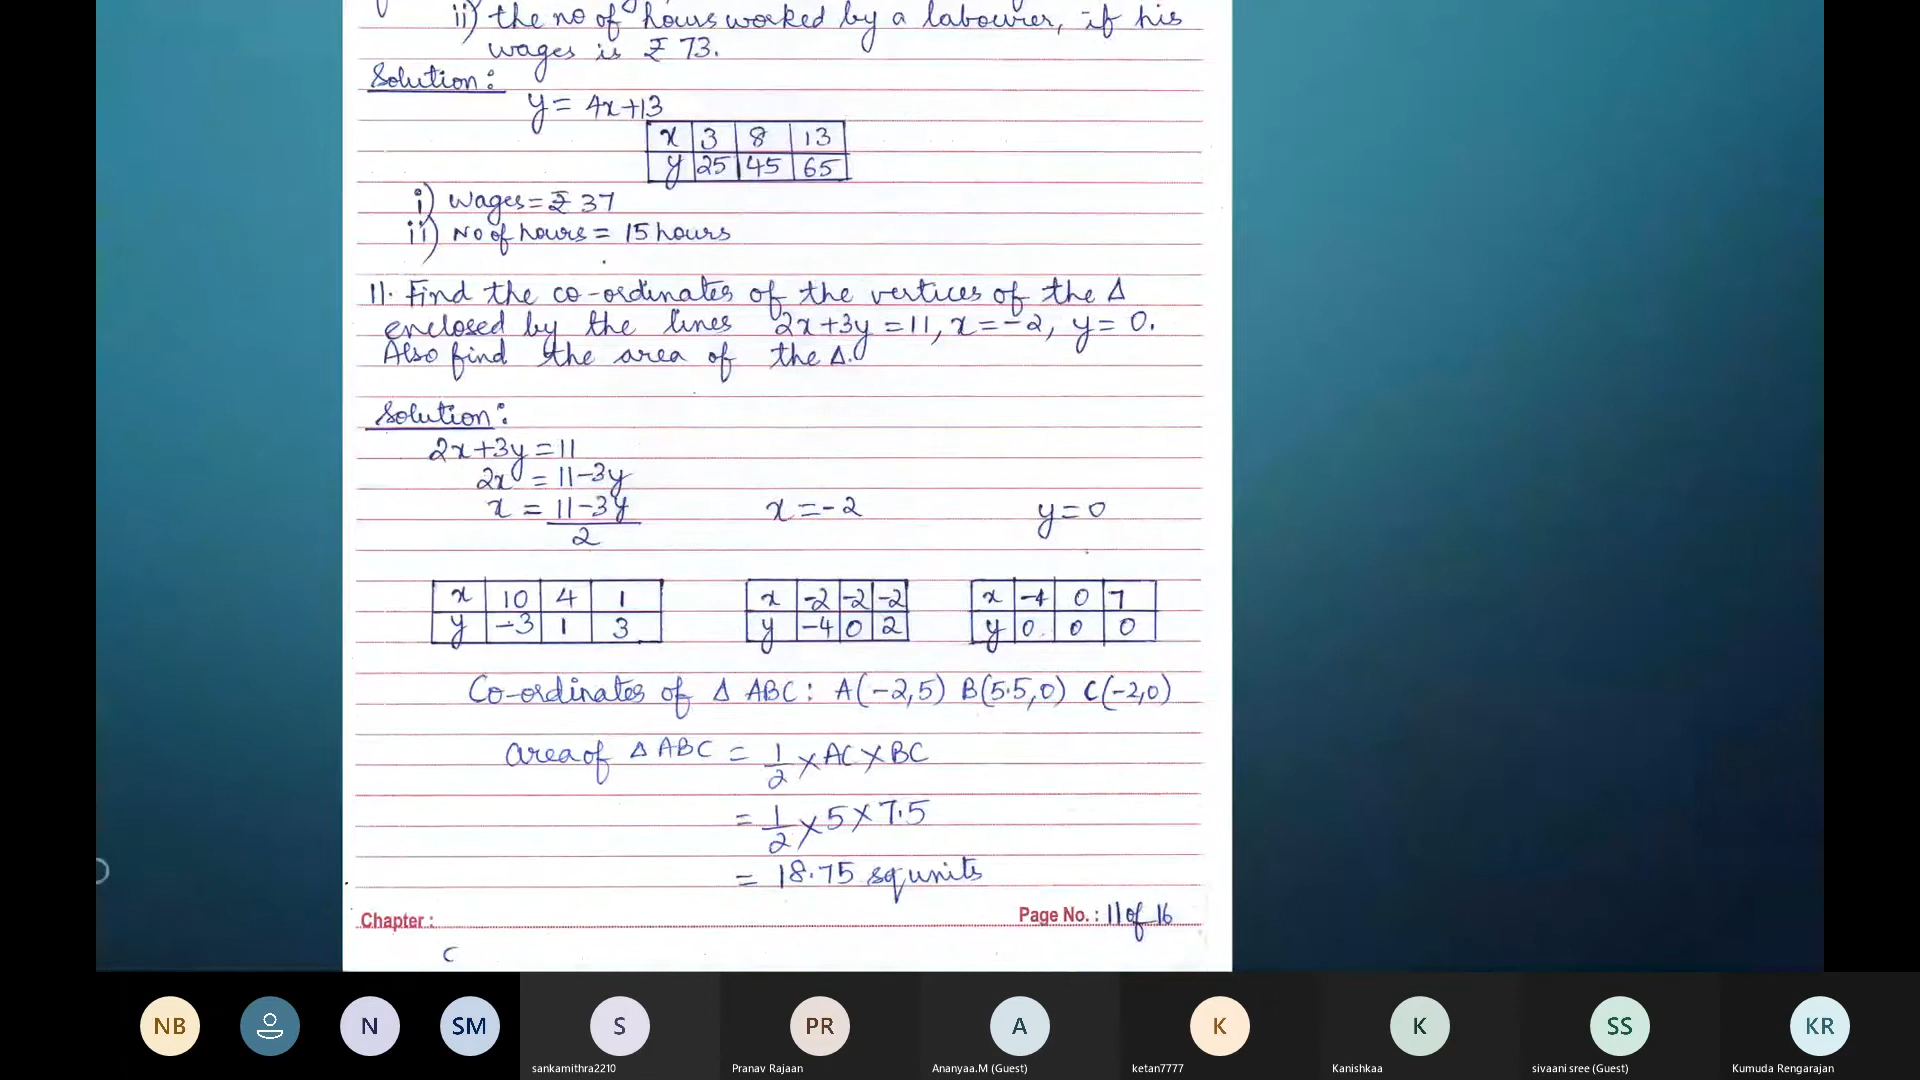 ii) the no of hours worked by a labourer, if his
wages is ₹ 73.
Solution:
y = 4x+13
x 3 8 13
y 25 45 65
i) Wages = ₹ 37
ii) No of hours = 15 hours
11. Find the co-ordinates of the vertices of the Δ
enclosed by the lines 2x+3y = 11, x = -2, y = 0.
Also find the area of the Δ.
Solution:
2x+3y = 11
2x = 11-3y
x = 11-3y x = -2 y = 0
2
x 10 4 1 x -2 -2 -2 x -4 0 7
y -3 1 3 y -4 0 2 y 0 0 0
Co-ordinates of Δ ABC: A(-2,5) B(5.5,0) C(-2,0)
area of Δ ABC = 1/2 × AC × BC
= 1/2 × 5 × 7.5
= 18.75 sq units
Chapter : Page No. : 11 of 16
C
NB N SM S PR A K K SS KR
sankamithra2210 Pranav Rajaan Ananyaa.M (Guest) ketan7777 Kanishkaa sivaani sree (Guest) Kumuda Rengarajan